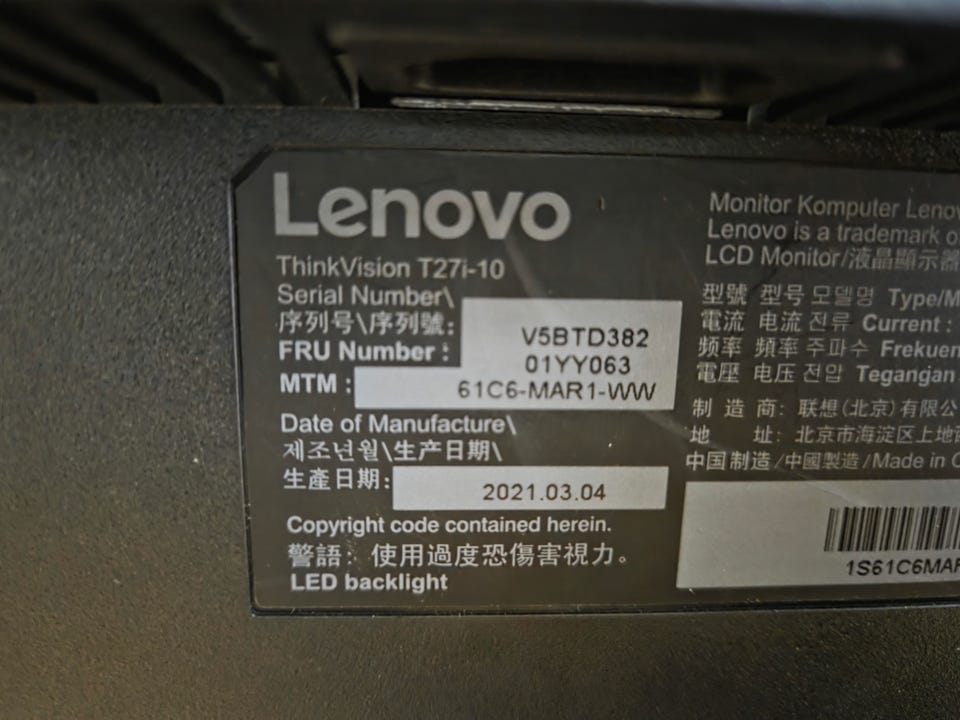 Lenovo
ThinkVision T27i-10
Serial Number\
序列号\序列號: V5BTD382
FRU Number : 01YY063
MTM : 61C6-MAR1-WW
Date of Manufacture\
제조년월\生产日期\
生產日期: 2021.03.04
Copyright code contained herein.
警語: 使用過度恐傷害視力。
LED backlight
Monitor Komputer
Lenovo is a trademark
LCD Monitor/液晶顯示器
型號 型号 모델명
電流 电流 전류 Current :
频率 頻率 주파수
電壓 电压 전압 Tegangan
制 造 商: 联想(北京)有限公
地 址: 北京市海淀区上地
中国制造/中國製造/Made in